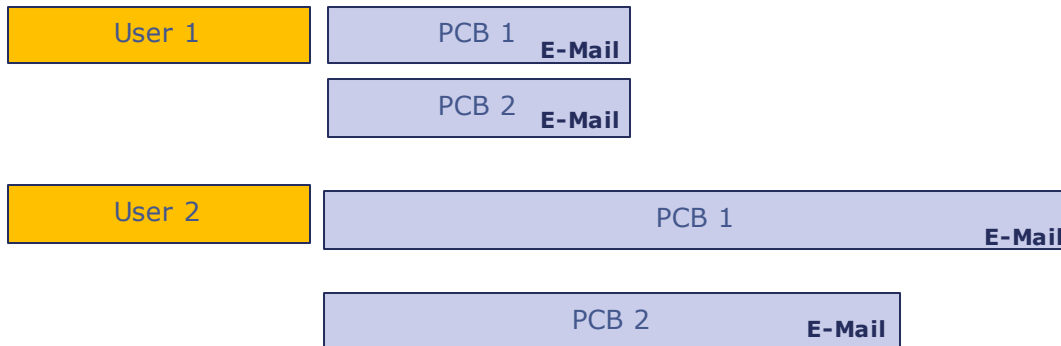 User 1
PCB 1
E-Mail
PCB 2
E-Mail
User 2
PCB 1
E-Mail
PCB 2
E-Mail